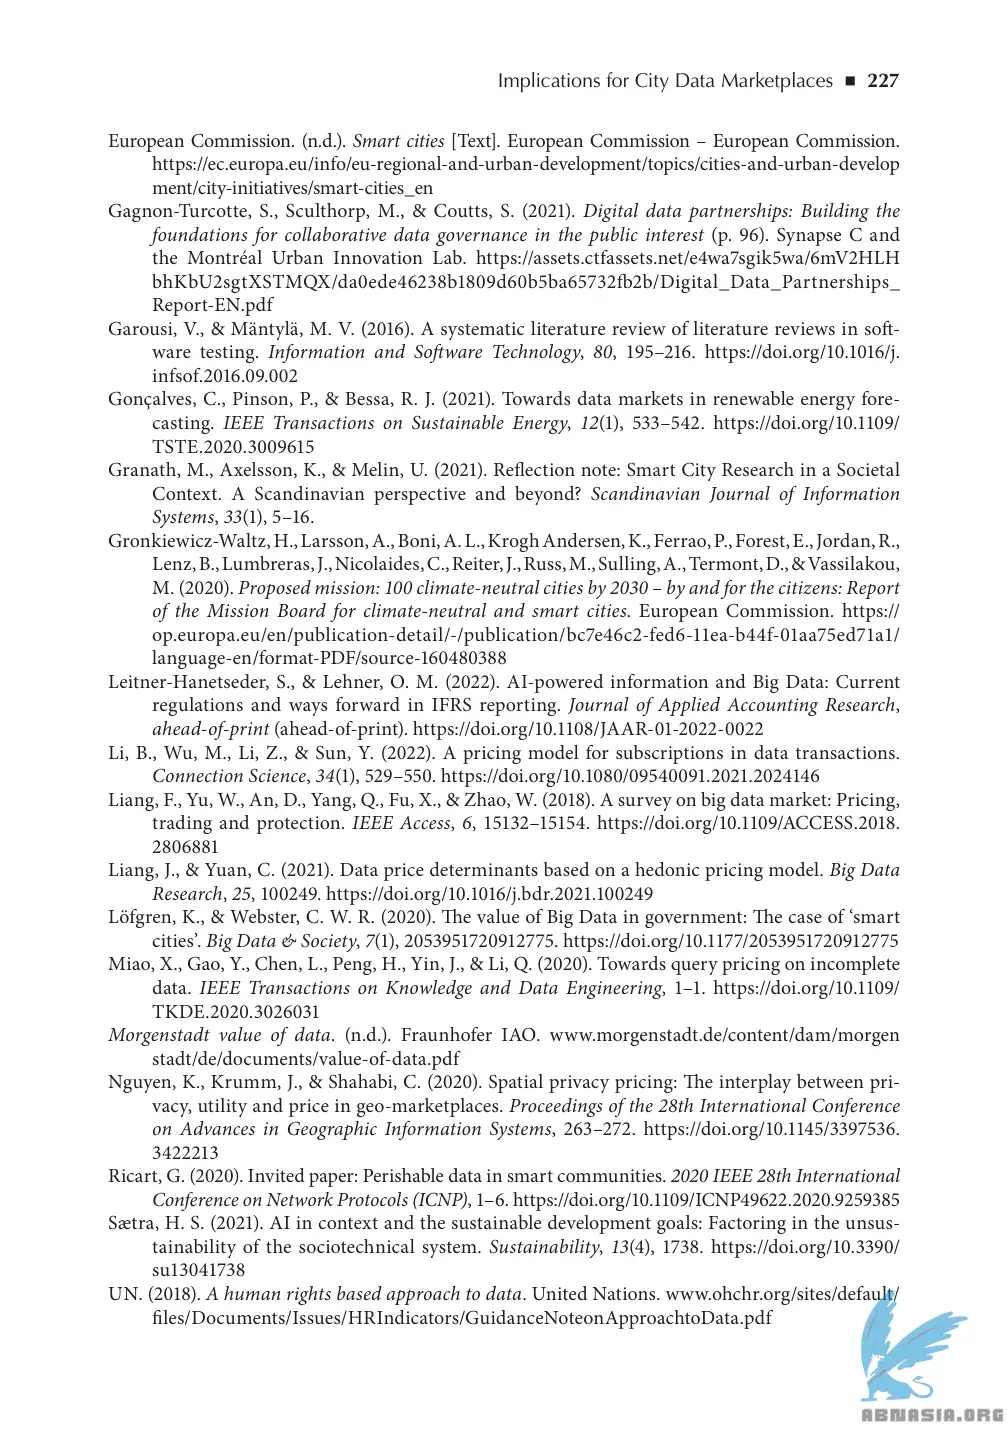 Implications for City Data Marketplaces ■ 227
European Commission. (n.d.). Smart cities [Text]. European Commission – European Commission.
https://ec.europa.eu/info/eu-regional-and-urban-development/topics/cities-and-urban-develop
ment/city-initiatives/smart-cities_en
Gagnon-Turcotte, S., Sculthorp, M., & Coutts, S. (2021). Digital data partnerships: Building the
foundations for collaborative data governance in the public interest (p. 96). Synapse C and
the Montréal Urban Innovation Lab. https://assets.ctfassets.net/e4wa7sgik5wa/6mV2HLH
bhKbU2sgtXSTMQX/da0ede46238b1809d60b5ba65732fb2b/Digital_Data_Partnerships_
Report-EN.pdf
Garousi, V., & Mäntylä, M. V. (2016). A systematic literature review of literature reviews in soft-
ware testing. Information and Software Technology, 80, 195–216. https://doi.org/10.1016/j.
infsof.2016.09.002
Gonçalves, C., Pinson, P., & Bessa, R. J. (2021). Towards data markets in renewable energy fore-
casting. IEEE Transactions on Sustainable Energy, 12(1), 533–542. https://doi.org/10.1109/
TSTE.2020.3009615
Granath, M., Axelsson, K., & Melin, U. (2021). Reflection note: Smart City Research in a Societal
Context. A Scandinavian perspective and beyond? Scandinavian Journal of Information
Systems, 33(1), 5–16.
Gronkiewicz-Waltz, H., Larsson, A., Boni, A. L., Krogh Andersen, K., Ferrao, P., Forest, E., Jordan, R.,
Lenz, B., Lumbreras, J., Nicolaides, C., Reiter, J., Russ, M., Sulling, A., Termont, D., & Vassilakou,
M. (2020). Proposed mission: 100 climate-neutral cities by 2030 – by and for the citizens: Report
of the Mission Board for climate-neutral and smart cities. European Commission. https://
op.europa.eu/en/publication-detail/-/publication/bc7e46c2-fed6-11ea-b44f-01aa75ed71a1/
language-en/format-PDF/source-160480388
Leitner-Hanetseder, S., & Lehner, O. M. (2022). AI-powered information and Big Data: Current
regulations and ways forward in IFRS reporting. Journal of Applied Accounting Research,
ahead-of-print (ahead-of-print). https://doi.org/10.1108/JAAR-01-2022-0022
Li, B., Wu, M., Li, Z., & Sun, Y. (2022). A pricing model for subscriptions in data transactions.
Connection Science, 34(1), 529–550. https://doi.org/10.1080/09540091.2021.2024146
Liang, F., Yu, W., An, D., Yang, Q., Fu, X., & Zhao, W. (2018). A survey on big data market: Pricing,
trading and protection. IEEE Access, 6, 15132–15154. https://doi.org/10.1109/ACCESS.2018.
2806881
Liang, J., & Yuan, C. (2021). Data price determinants based on a hedonic pricing model. Big Data
Research, 25, 100249. https://doi.org/10.1016/j.bdr.2021.100249
Löfgren, K., & Webster, C. W. R. (2020). The value of Big Data in government: The case of ‘smart
cities’. Big Data & Society, 7(1), 2053951720912775. https://doi.org/10.1177/2053951720912775
Miao, X., Gao, Y., Chen, L., Peng, H., Yin, J., & Li, Q. (2020). Towards query pricing on incomplete
data. IEEE Transactions on Knowledge and Data Engineering, 1–1. https://doi.org/10.1109/
TKDE.2020.3026031
Morgenstadt value of data. (n.d.). Fraunhofer IAO. www.morgenstadt.de/content/dam/morgen
stadt/de/documents/value-of-data.pdf
Nguyen, K., Krumm, J., & Shahabi, C. (2020). Spatial privacy pricing: The interplay between pri-
vacy, utility and price in geo-marketplaces. Proceedings of the 28th International Conference
on Advances in Geographic Information Systems, 263–272. https://doi.org/10.1145/3397536.
3422213
Ricart, G. (2020). Invited paper: Perishable data in smart communities. 2020 IEEE 28th International
Conference on Network Protocols (ICNP), 1–6. https://doi.org/10.1109/ICNP49622.2020.9259385
Sætra, H. S. (2021). AI in context and the sustainable development goals: Factoring in the unsus-
tainability of the sociotechnical system. Sustainability, 13(4), 1738. https://doi.org/10.3390/
su13041738
UN. (2018). A human rights based approach to data. United Nations. www.ohchr.org/sites/default/
files/Documents/Issues/HRIndicators/GuidanceNoteonApproachtoData.pdf
ABNASIA.ORG